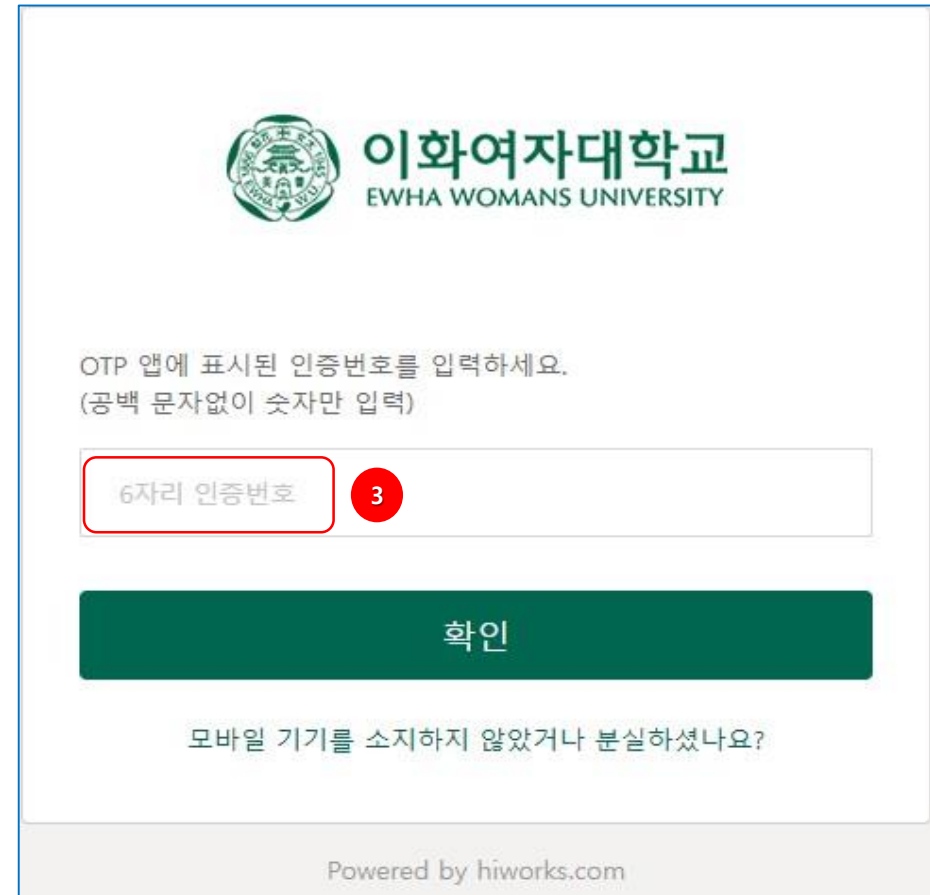 이화여자대학교
EWHA WOMANS UNIVERSITY
OTP 앱에 표시된 인증번호를 입력하세요.
(공백 문자없이 숫자만 입력)
6자리 인증번호
3
확인
모바일 기기를 소지하지 않았거나 분실하셨나요?
Powered by hiworks.com